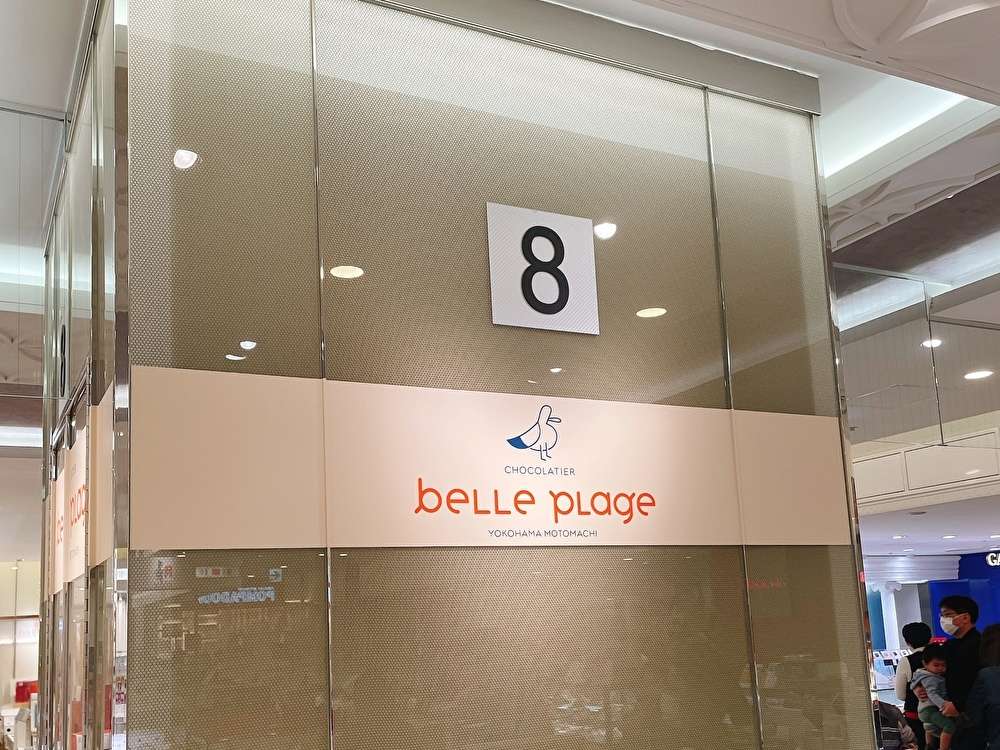 8
CHOCOLATIER
belle plage
YOKOHAMA MOTOMACHI